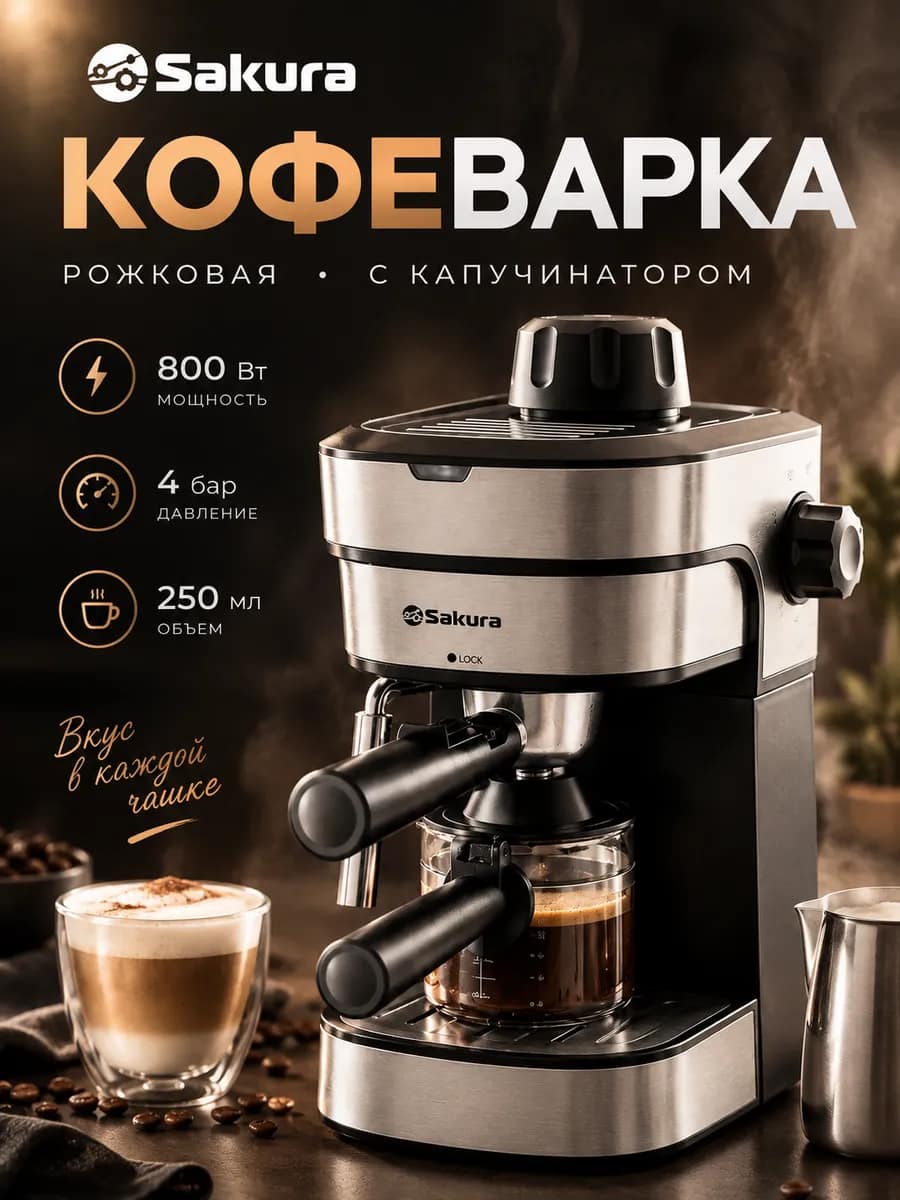 Sakura
КОФЕВАРКА
РОЖКОВАЯ • С КАПУЧИНАТОРОМ
800 Вт
МОЩНОСТЬ
4 бар
ДАВЛЕНИЕ
250 мл
ОБЪЕМ
Вкус
в каждой
чашке
Sakura
LOCK